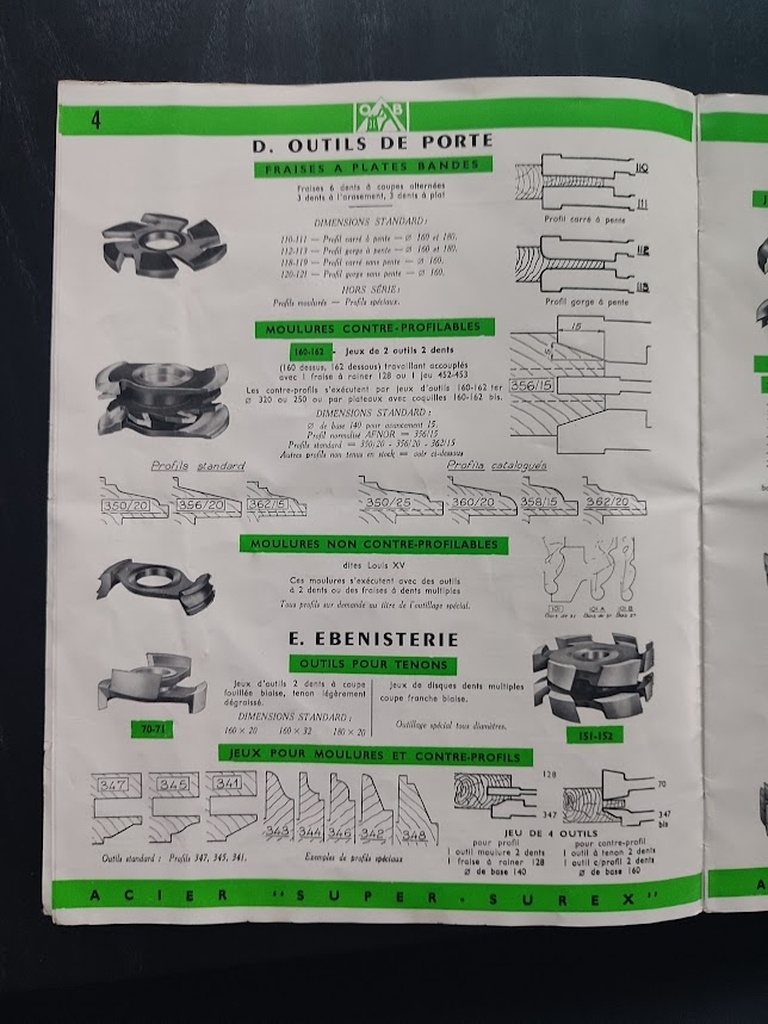 4
O B
D. OUTILS DE PORTE
FRAISES A PLATES BANDES
Fraises 6 dents à coupes alternées
3 dents à l'arasement, 3 dents à plat
DIMENSIONS STANDARD :
110-111 — Profil carré à pente — ø 160 et 180.
112-113 — Profil gorge à pente — ø 160 et 180.
118-119 — Profil carré sans pente — ø 160.
120-121 — Profil gorge sans pente — ø 160.
HORS SÉRIE :
Profils moulurés — Profils spéciaux.
110
111
Profil carré à pente
112
113
Profil gorge à pente
MOULURES CONTRE-PROFILABLES
160-162 - Jeux de 2 outils 2 dents
(160 dessus, 162 dessous) travaillant accouplés
avec 1 fraise à rainer 128 ou 1 jeu 452-453
Les contre-profils s'exécutent par jeux d'outils 160-162 ter
ø 320 ou 250 ou par plateaux avec coquilles 160-162 bis.
DIMENSIONS STANDARD :
ø de base 140 pour avancement 15.
Profil normalisé AFNOR = 356/15
Profils standard = 350/20 - 356/20 - 362/15
Autres profils non tenus en stock = voir ci-dessous
15
356/15
Profils standard
350/20
356/20
362/15
Profils catalogués
350/25
360/20
358/15
362/20
MOULURES NON CONTRE-PROFILABLES
dites Louis XV
Ces moulures s'exécutent avec des outils
à 2 dents ou des fraises à dents multiples
Tous profils sur demande au titre de l'outillage spécial.
101
101 A
101 B
E. EBENISTERIE
OUTILS POUR TENONS
Jeux d'outils 2 dents à coupe
fouillée biaise, tenon légèrement
dégraissé.
DIMENSIONS STANDARD :
160 × 20 160 × 32 180 × 20
70-71
Jeux de disques dents multiples
coupe franche biaise.
Outillage spécial tous diamètres.
151-152
JEUX POUR MOULURES ET CONTRE-PROFILS
347
345
341
Outils standard : Profils 347, 345, 341.
343
344
346
342
348
Exemples de profils spéciaux
128
347
70
347
bis
JEU DE 4 OUTILS
pour profil
1 outil moulure 2 dents
1 fraise à rainer 128
ø de base 140
pour contre-profil
1 outil à tenon 2 dents
1 outil c/profil 2 dents
ø de base 160
ACIER "SUPER-SUREX"